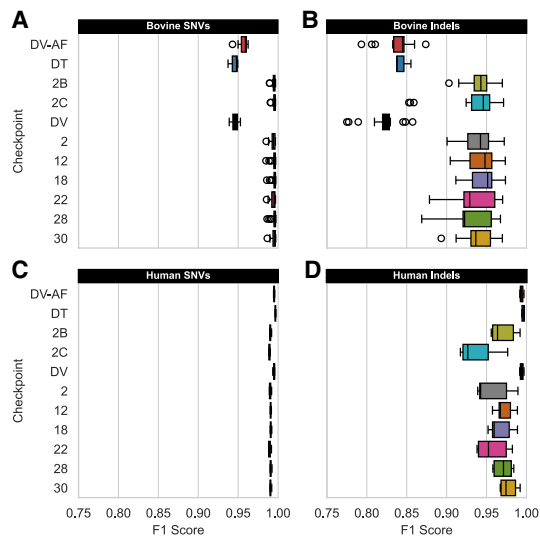 A
Bovine SNVs
B
Bovine Indels
Checkpoint
DV-AF
DT
2B
2C
DV
2
12
18
22
28
30
C
Human SNVs
D
Human Indels
Checkpoint
DV-AF
DT
2B
2C
DV
2
12
18
22
28
30
0.75 0.80 0.85 0.90 0.95 1.00
F1 Score
0.75 0.80 0.85 0.90 0.95 1.00
F1 Score